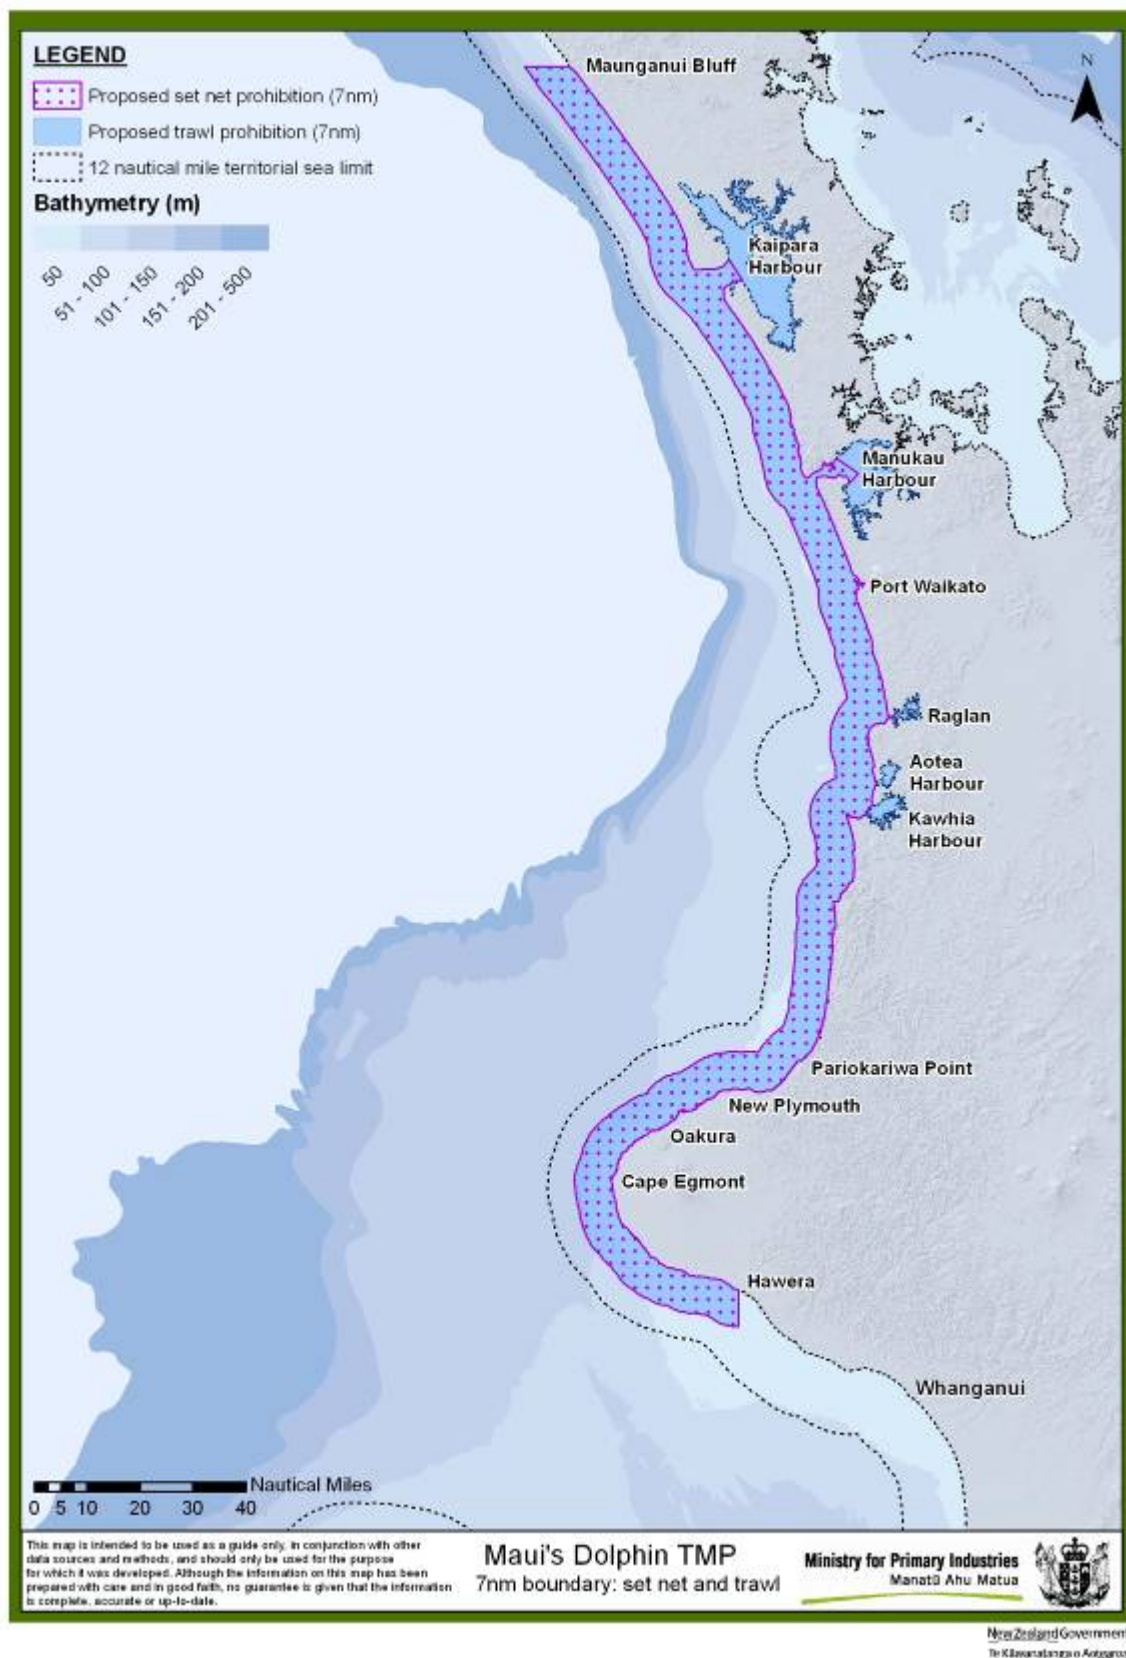 LEGEND
Proposed set net prohibition (7nm)
Proposed trawl prohibition (7nm)
12 nautical mile territorial sea limit
Bathymetry (m)
50
51 - 100
101 - 150
151 - 200
201 - 500
N
Maunganui Bluff
Kaipara
Harbour
Manukau
Harbour
Port Waikato
Raglan
Aotea
Harbour
Kawhia
Harbour
Pariokariwa Point
New Plymouth
Oakura
Cape Egmont
Hawera
Whanganui
Nautical Miles
0 5 10 20 30 40
This map is intended to be used as a guide only, in conjunction with other
data sources and methods, and should only be used for the purpose
for which it was developed. Although the information on this map has been
prepared with care and in good faith, no guarantee is given that the information
is complete, accurate or up-to-date.
Maui's Dolphin TMP
7nm boundary: set net and trawl
Ministry for Primary Industries
Manatū Ahu Matua
New Zealand Government
Te Kāwanatanga o Aotearoa